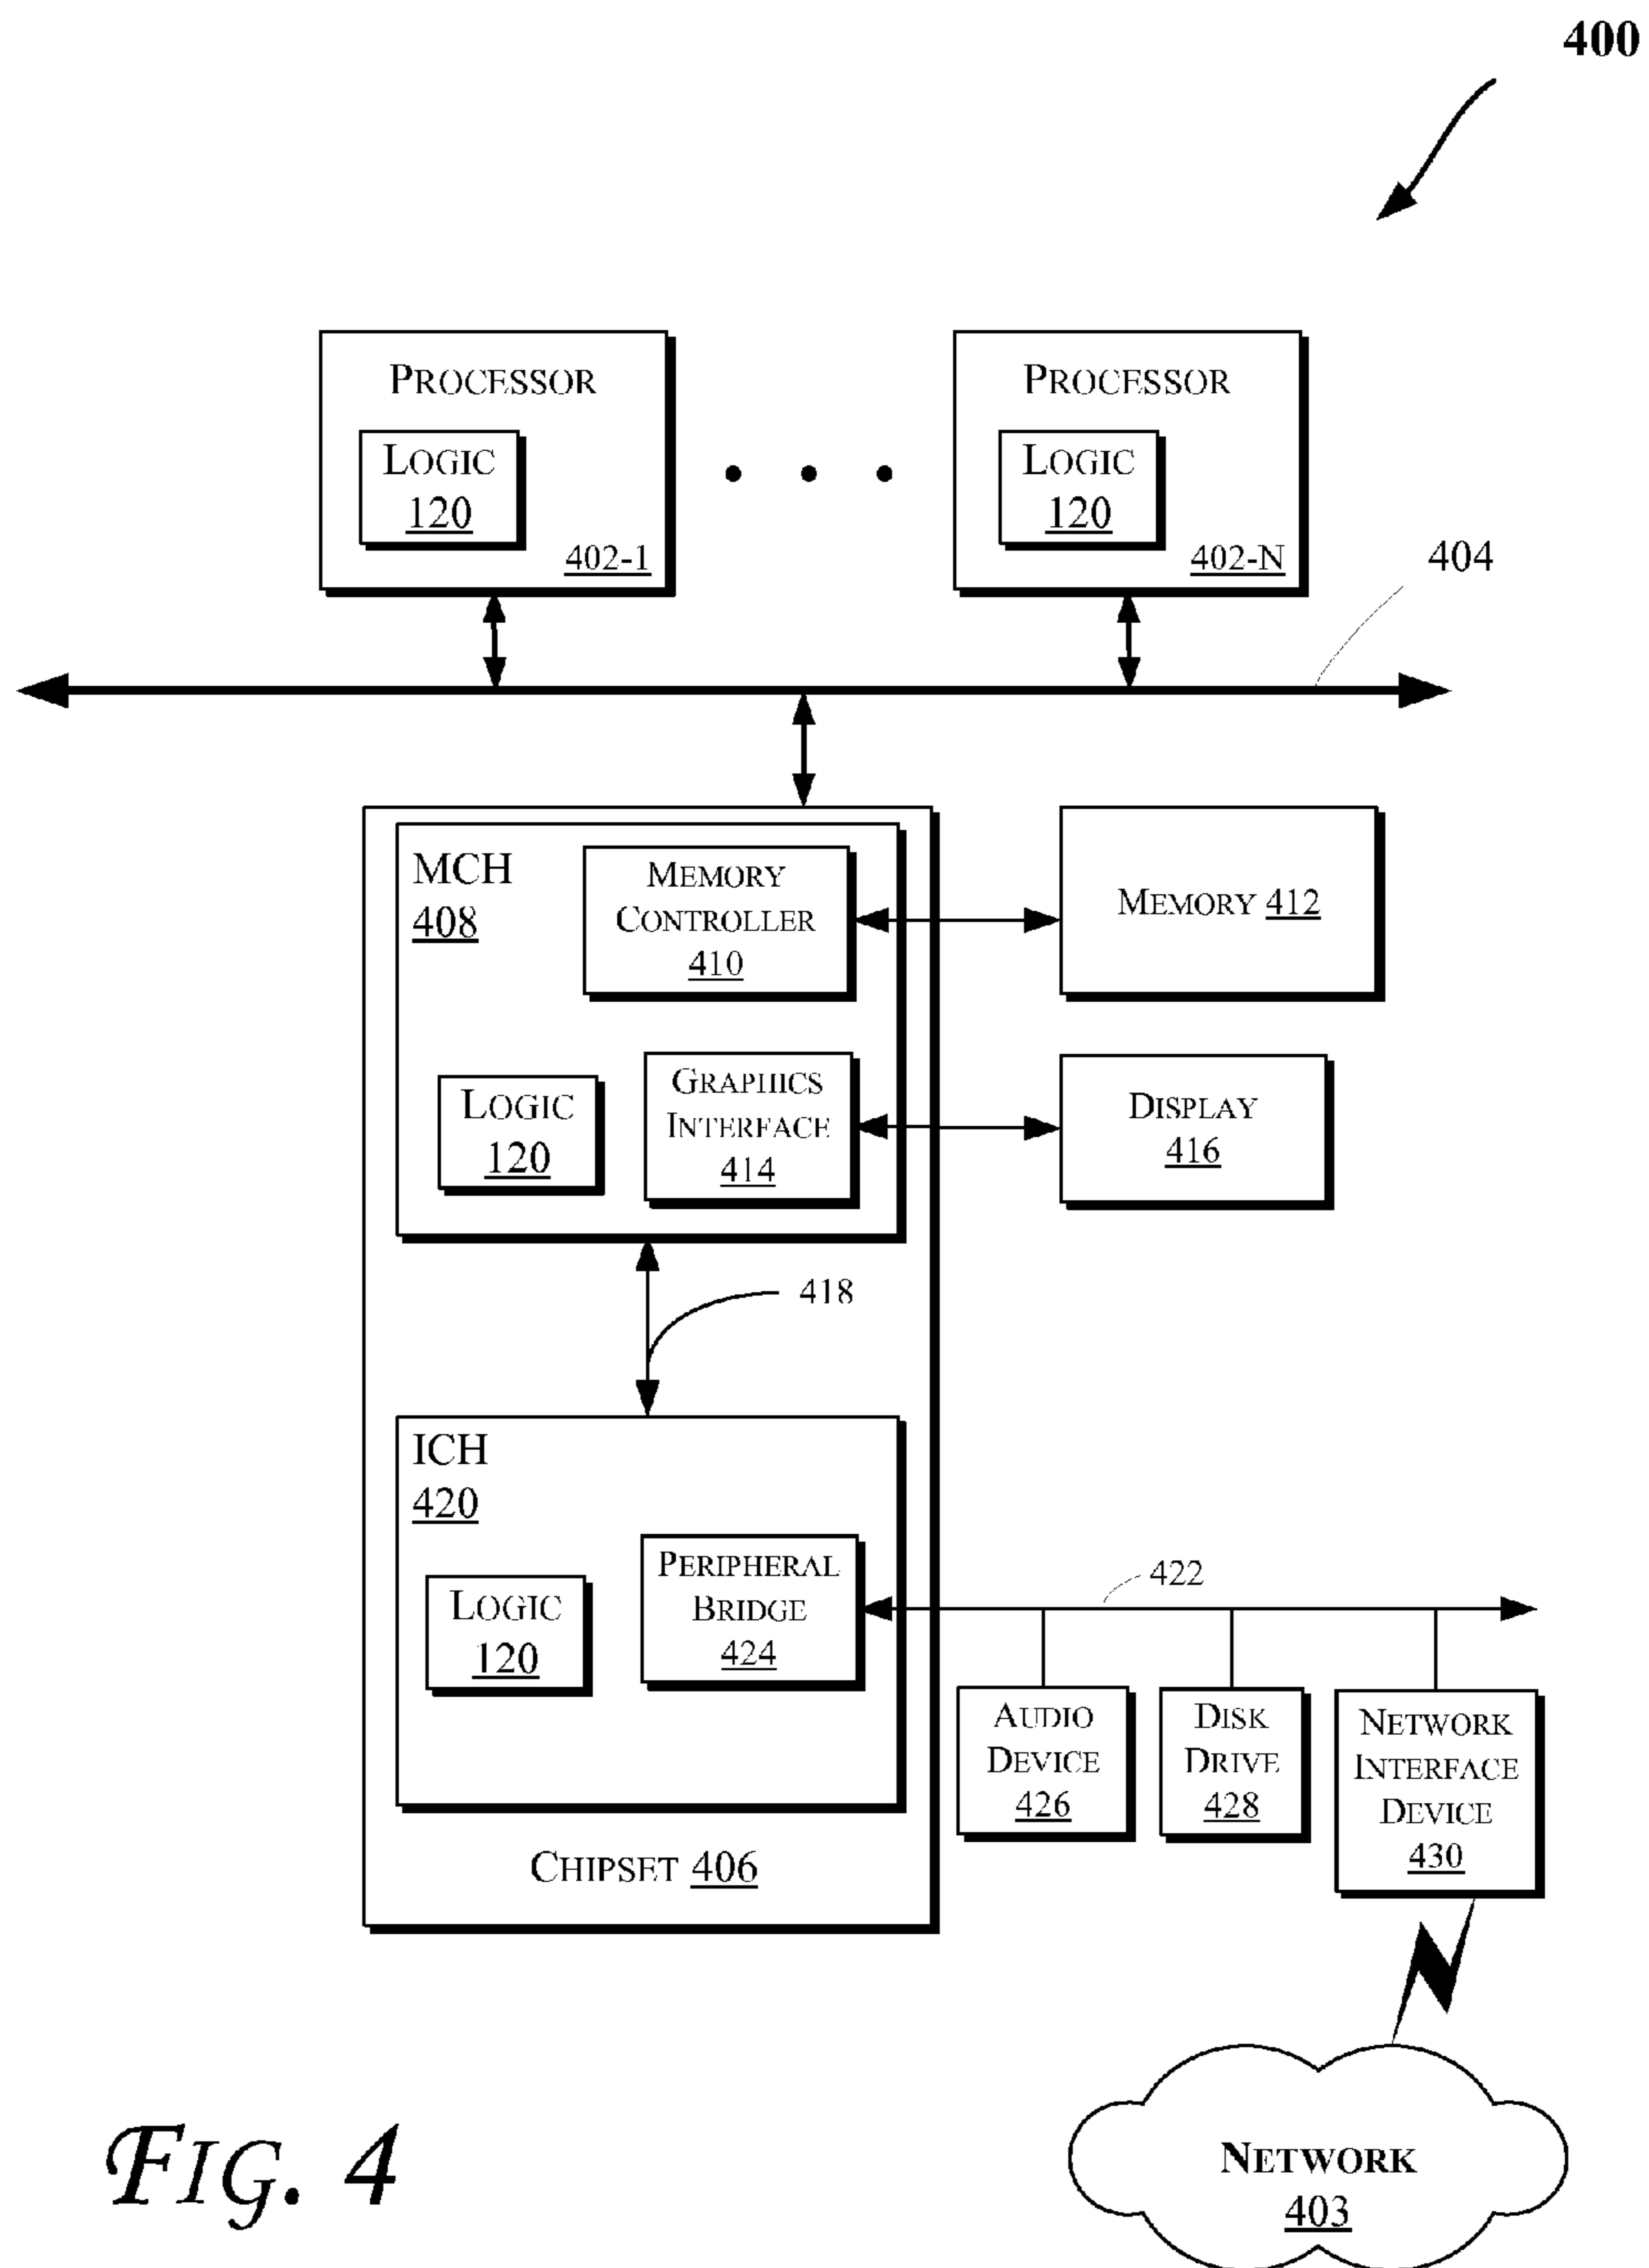 400
PROCESSOR
LOGIC
120
402-1
PROCESSOR
LOGIC
120
402-N
404
MCH
408
MEMORY
CONTROLLER
410
MEMORY 412
LOGIC
120
GRAPHICS
INTERFACE
414
DISPLAY
416
418
ICH
420
LOGIC
120
PERIPHERAL
BRIDGE
424
422
AUDIO
DEVICE
426
DISK
DRIVE
428
NETWORK
INTERFACE
DEVICE
430
CHIPSET 406
NETWORK
403
FIG. 4